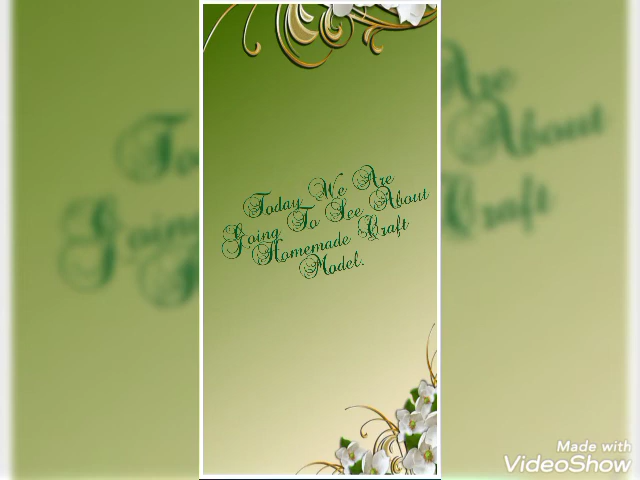 Today We Are
Going To See About
Homemade Craft
Model.
Made with
VideoShow